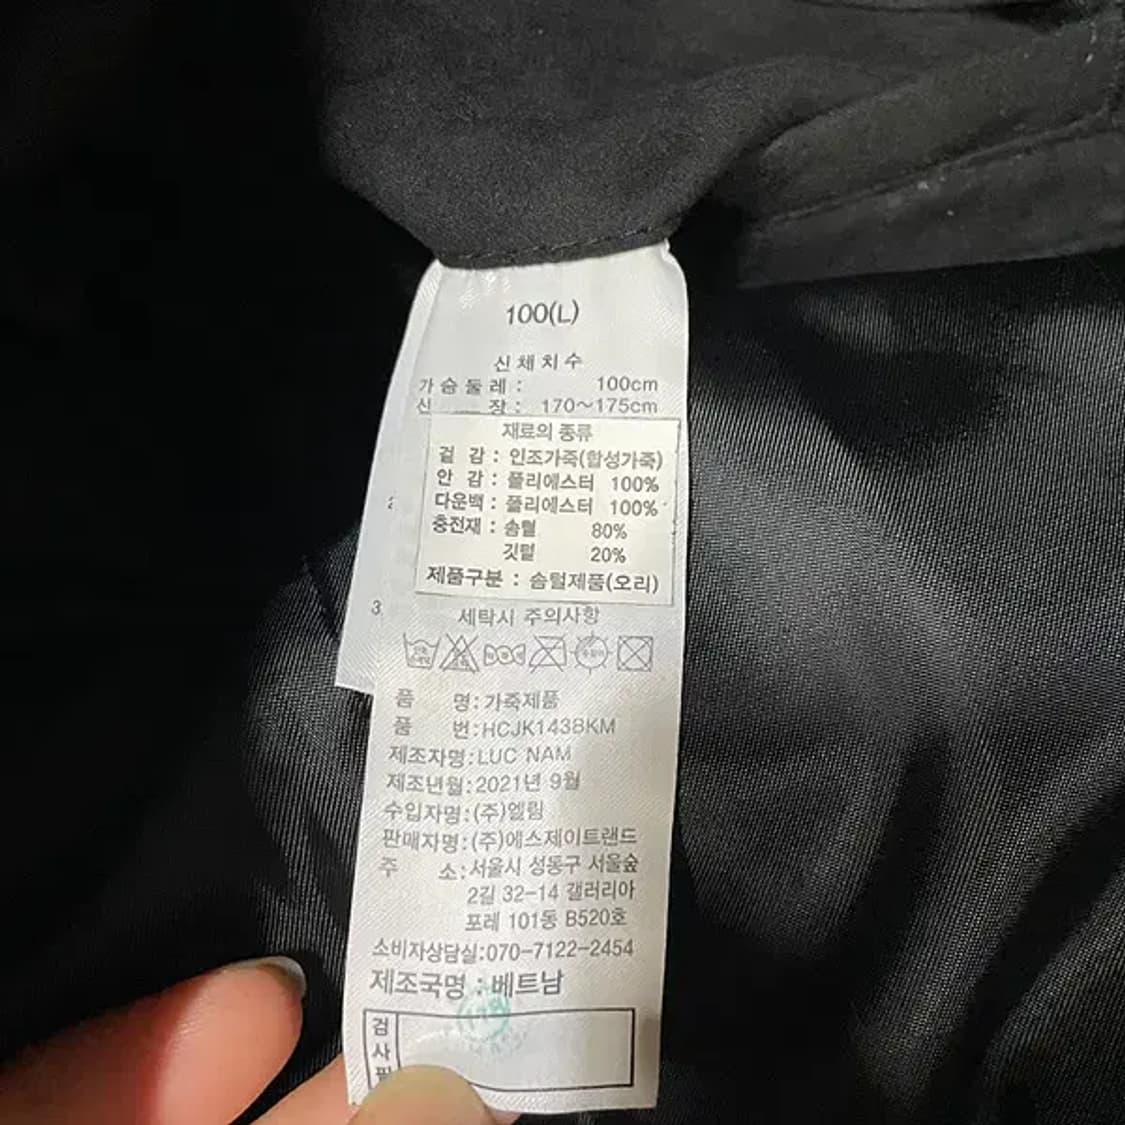 100(L)
신체치수
가슴둘레: 100cm
신 장: 170~175cm
재료의 종류
겉 감 : 인조가죽(합성가죽)
안 감 : 폴리에스터 100%
다운백 : 폴리에스터 100%
충전재 : 솜털 80%
깃털 20%
제품구분 : 솜털제품(오리)
3
세탁시 주의사항
품 명:가죽제품
품 번:HCJK143BKM
제조자명:LUC NAM
제조년월:2021년 9월
수입자명:(주)엘림
판매자명:(주)에스제이트랜드
주 소:서울시 성동구 서울숲
2길 32-14 갤러리아
포레 101동 B520호
소비자상담실:070-7122-2454
제조국명 : 베트남
검
사